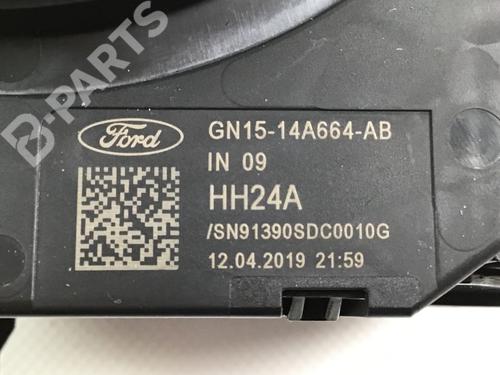 B-PARTS
Ford
GN15-14A664-AB
IN 09
HH24A
/SN91390SDC0010G
12.04.2019 21:59